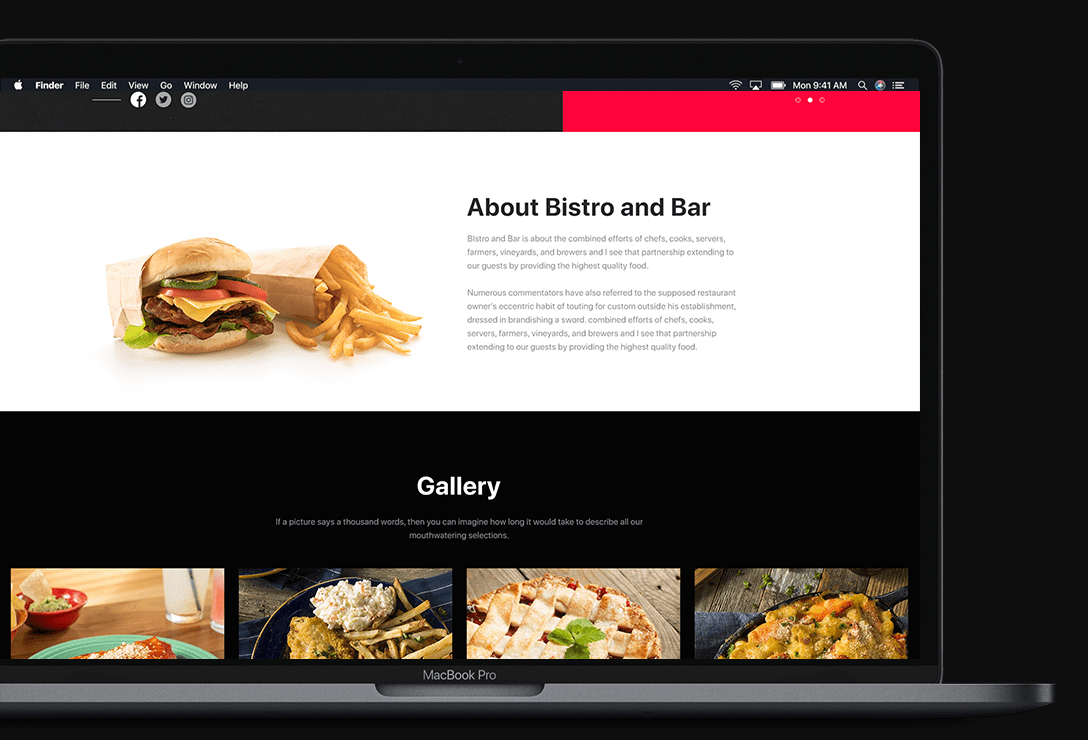 Finder File Edit View Go Window Help Mon 9:41 AM
About Bistro and Bar
BIstro and Bar is about the combined efforts of chefs, cooks, servers,
farmers, vineyards, and brewers and I see that partnership extending to
our guests by providing the highest quality food.
Numerous commentators have also referred to the supposed restaurant
owner's eccentric habit of touting for custom outside his establishment,
dressed in brandishing a sword. combined efforts of chefs, cooks,
servers, farmers, vineyards, and brewers and I see that partnership
extending to our guests by providing the highest quality food.
Gallery
If a picture says a thousand words, then you can imagine how long it would take to describe all our
mouthwatering selections.
MacBook Pro